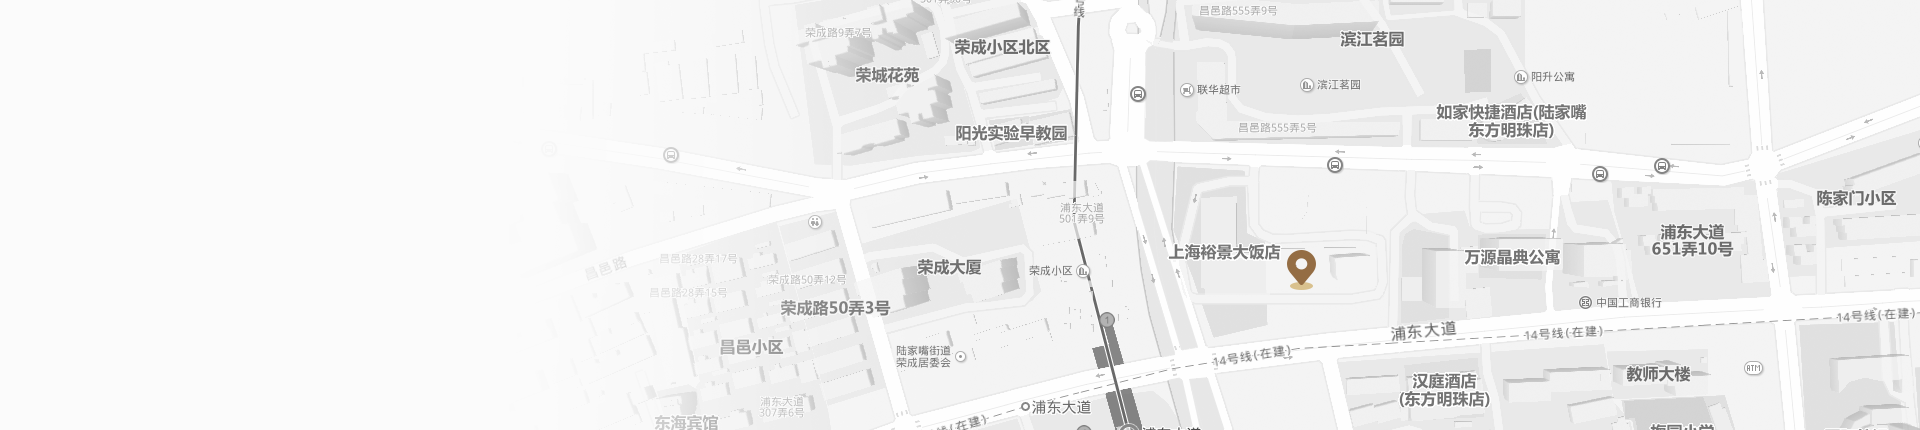 昌邑路555弄9号
荣成路9弄7号
荣成小区北区
滨江茗园
荣城花苑
联华超市
滨江茗园
阳升公寓
如家快捷酒店(陆家嘴
东方明珠店)
昌邑路555弄5号
阳光实验早教园
陈家门小区
浦东大道
501弄9号
浦东大道
651弄10号
上海裕景大饭店
万源晶典公寓
昌邑路
昌邑路28弄17号
荣成大厦
荣成小区
荣成路50弄12号
昌邑路28弄15号
荣成路50弄3号
中国工商银行
14号线(在建)
浦东大道
14号线(在建)
昌邑小区
陆家嘴街道
荣成居委会
14号线(在建)
ATM
教师大楼
汉庭酒店
(东方明珠店)
浦东大道
307弄6号
浦东大道
东海宾馆
号线(在建)